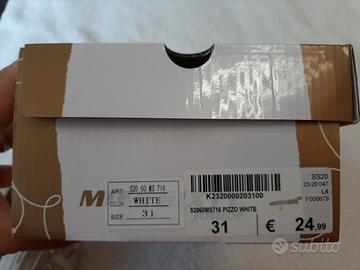 M
ART. S20 60 MS 716
COLOR WHITE
SIZE 31
K2320000203100
S2060MS716 PIZZO WHITE
31
€ 24,99
SS20
23-20 047
L4
F000679
subito